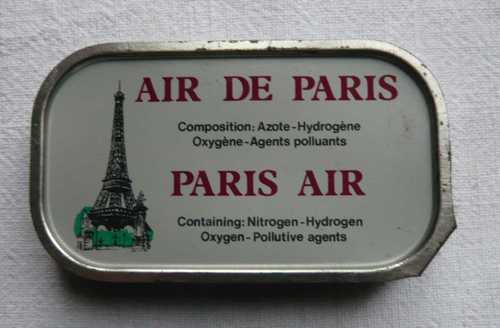 AIR DE PARIS
Composition: Azote-Hydrogène
Oxygène-Agents polluants
PARIS AIR
Containing: Nitrogen-Hydrogen
Oxygen-Pollutive agents